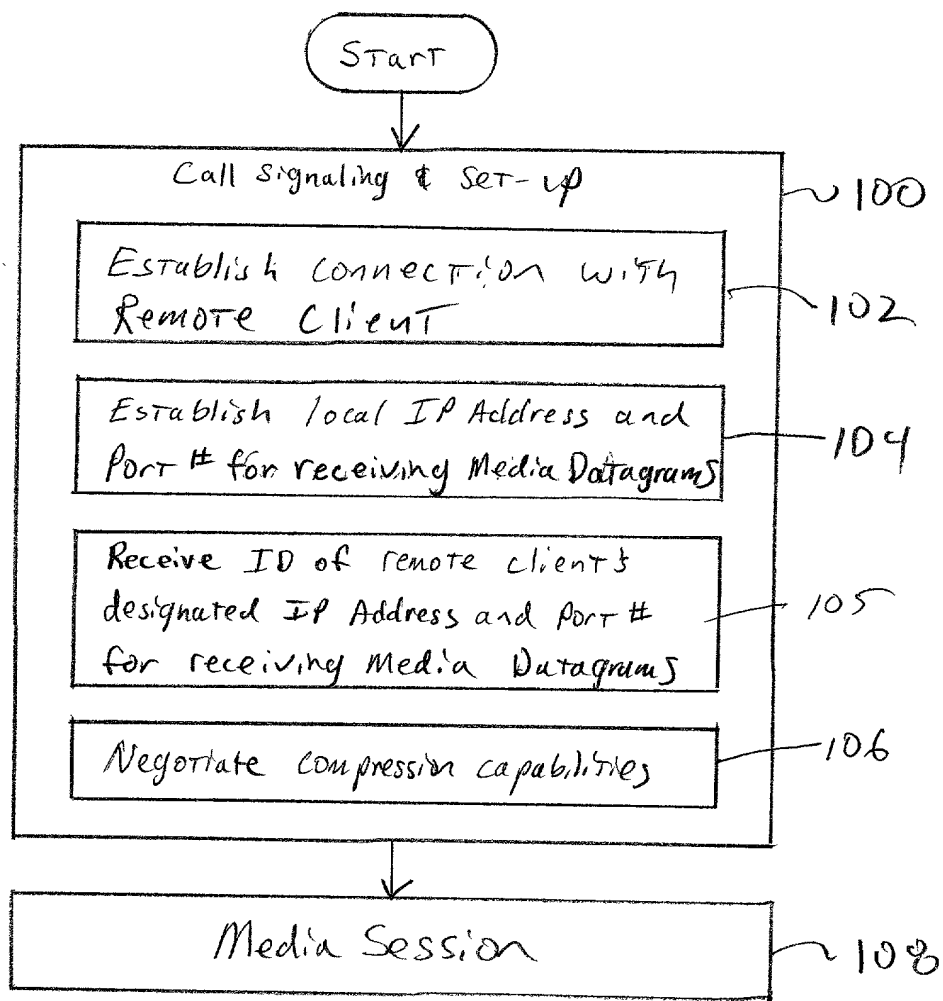 Start
Call Signaling & Set-up
100
Establish connection with
Remote Client
102
Establish local IP Address and
Port # for receiving Media Datagrams
104
Receive ID of remote client's
designated IP Address and Port #
for receiving Media Datagrams
105
Negotiate compression capabilities
106
Media Session
108